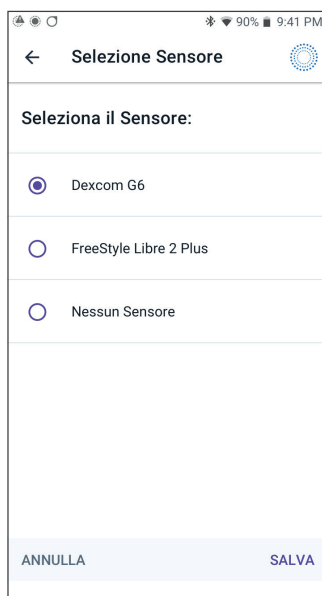 90% 9:41 PM
Selezione Sensore
Seleziona il Sensore:
Dexcom G6
FreeStyle Libre 2 Plus
Nessun Sensore
ANNULLA SALVA